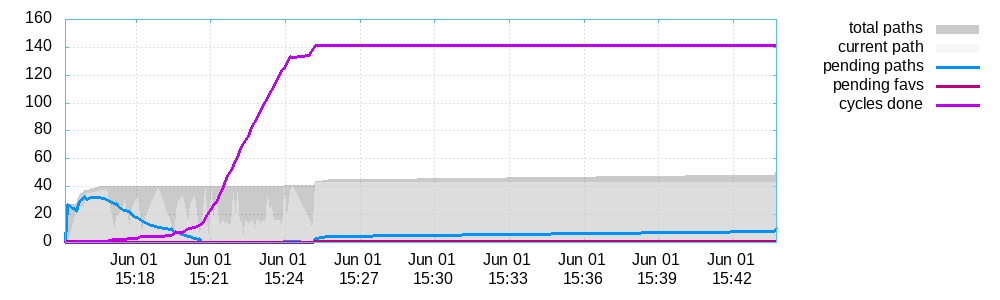 160
140
120
100
80
60
40
20
0
Jun 01 Jun 01 Jun 01 Jun 01 Jun 01 Jun 01 Jun 01 Jun 01 Jun 01
15:18 15:21 15:24 15:27 15:30 15:33 15:36 15:39 15:42
total paths
current path
pending paths
pending favs
cycles done